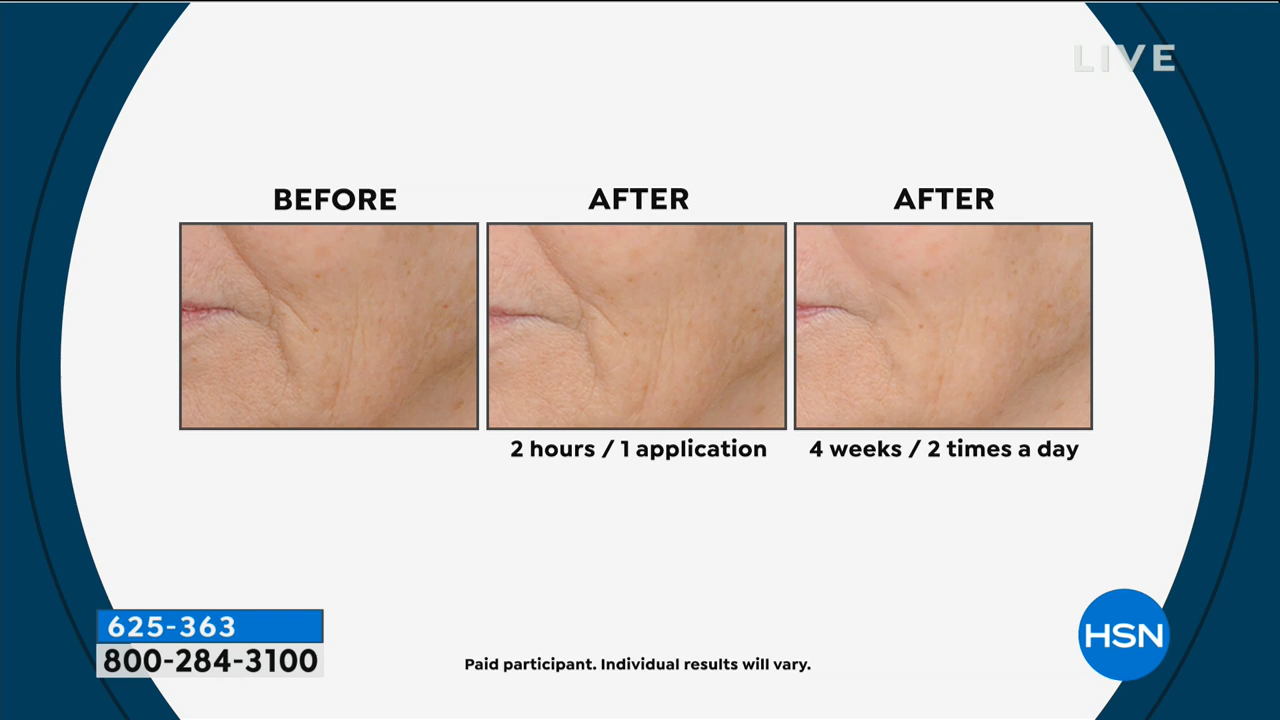 LIVE
BEFORE
AFTER
AFTER
2 hours / 1 application
4 weeks / 2 times a day
625-363
800-284-3100
Paid participant. Individual results will vary.
HSN